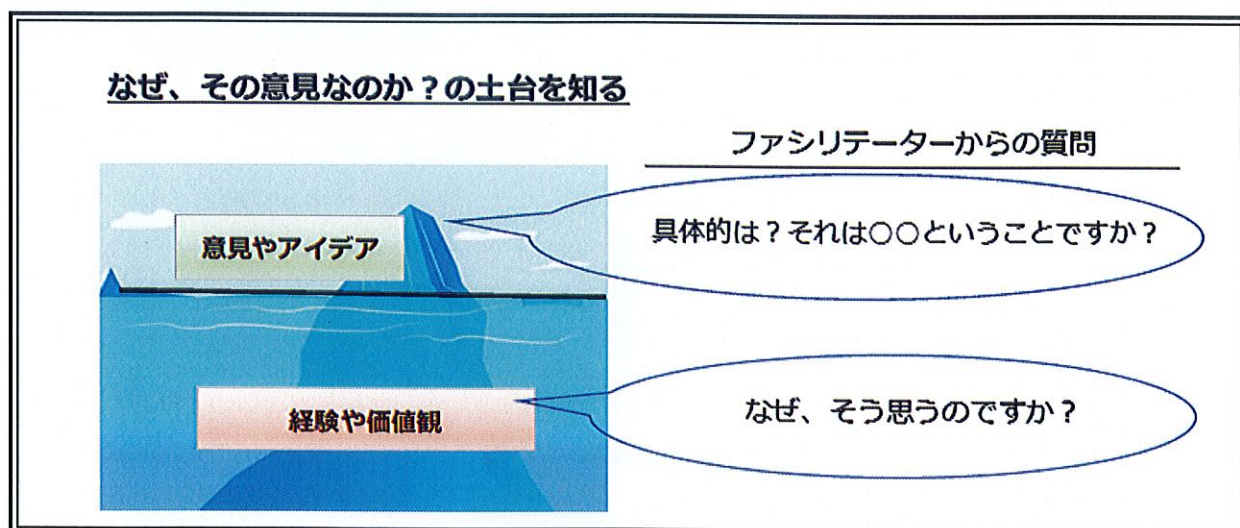 なぜ、その意見なのか？の土台を知る
ファシリテーターからの質問
意見やアイデア
具体的は？それは○○ということですか？
経験や価値観
なぜ、そう思うのですか？